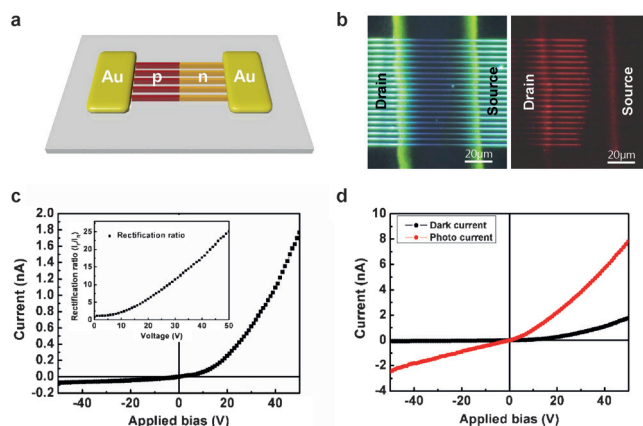 a
Au
p
n
Au
b
Drain
Source
20μm
Drain
Source
20μm
c
Current (nA)
2.0
1.8
1.6
1.4
1.2
1.0
0.8
0.6
0.4
0.2
0.0
-0.2
-40
-20
0
20
40
Applied bias (V)
Rectification ratio (I_f/I_r)
25
20
15
10
5
0
Rectification ratio
0
10
20
30
40
50
Voltage (V)
d
Current (nA)
10
8
6
4
2
0
-2
-4
Dark current
Photo current
-40
-20
0
20
40
Applied bias (V)